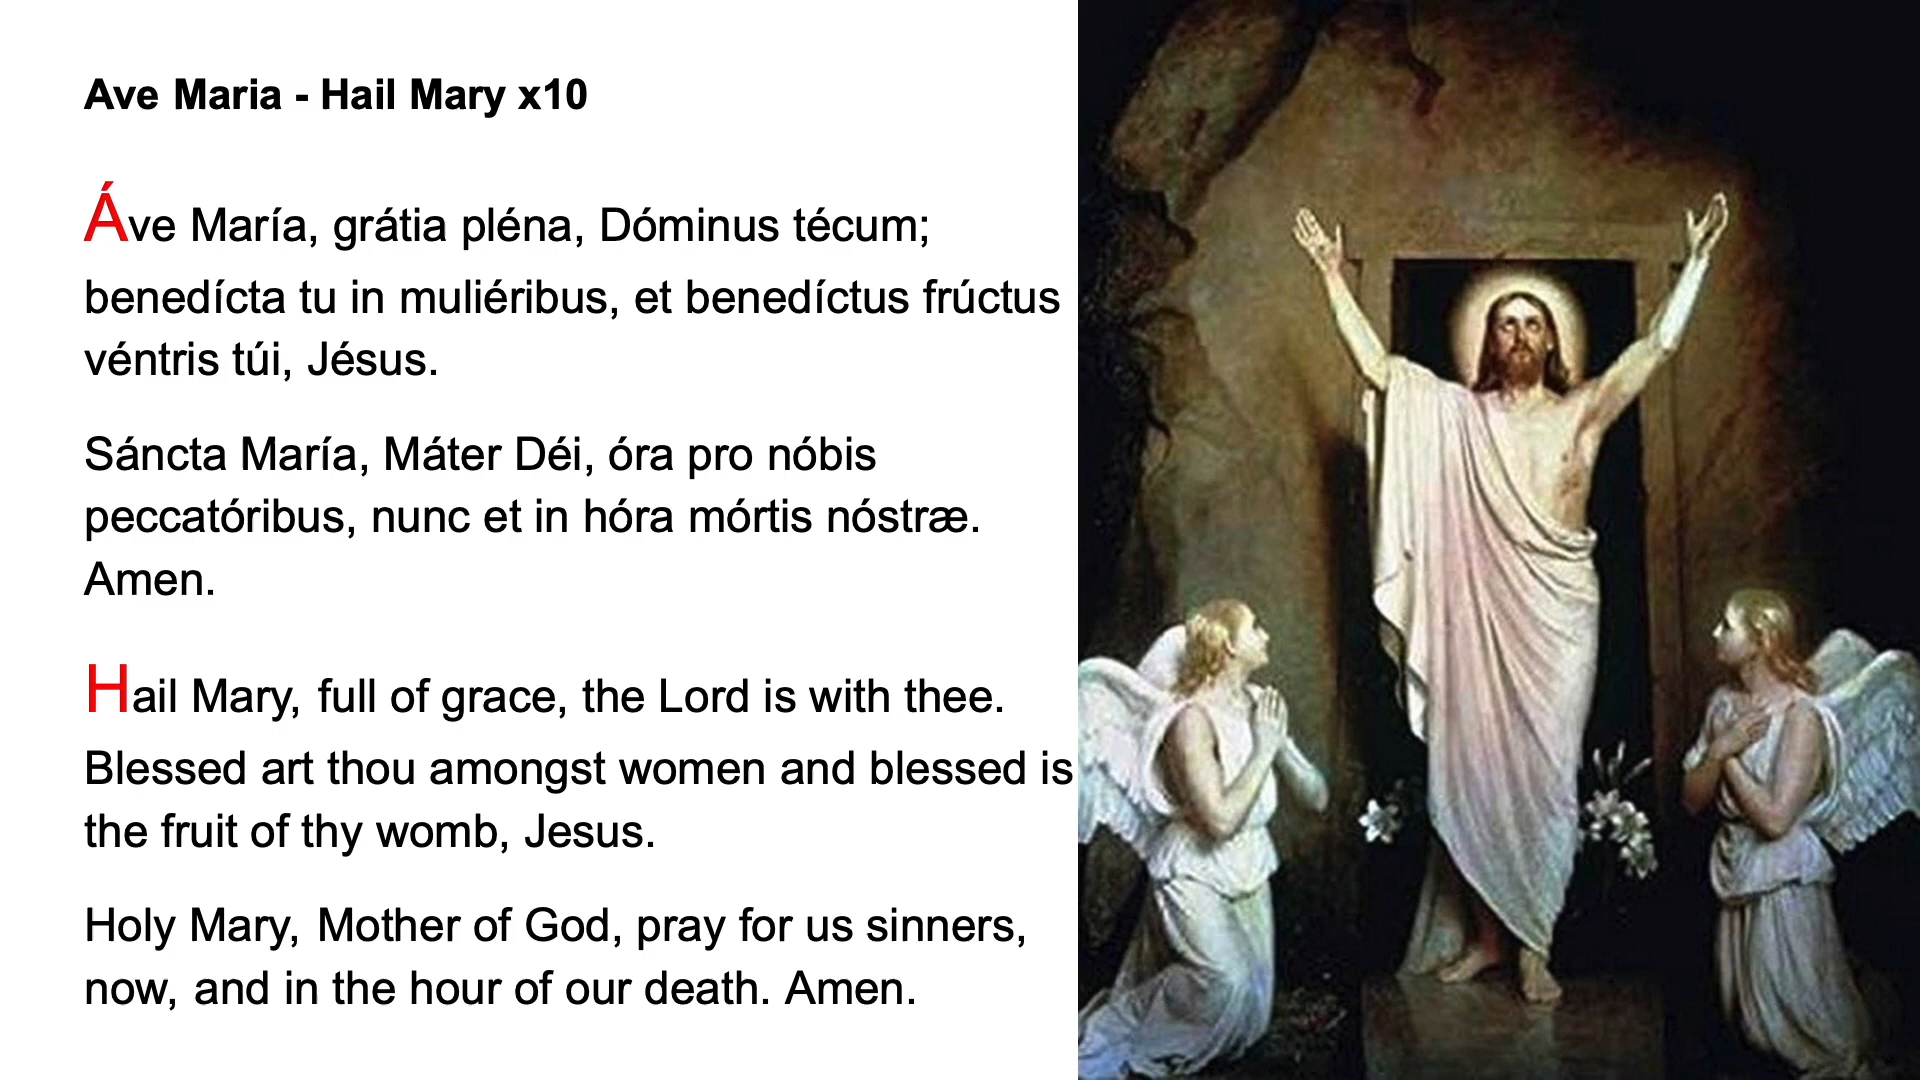 Ave Maria - Hail Mary x10
Áve María, grátia pléna, Dóminus técum;
benedícta tu in muliéribus, et benedíctus frúctus
véntris túi, Jésus.
Sáncta María, Máter Déi, óra pro nóbis
peccatóribus, nunc et in hóra mórtis nóstræ.
Amen.
Hail Mary, full of grace, the Lord is with thee.
Blessed art thou amongst women and blessed is
the fruit of thy womb, Jesus.
Holy Mary, Mother of God, pray for us sinners,
now, and in the hour of our death. Amen.